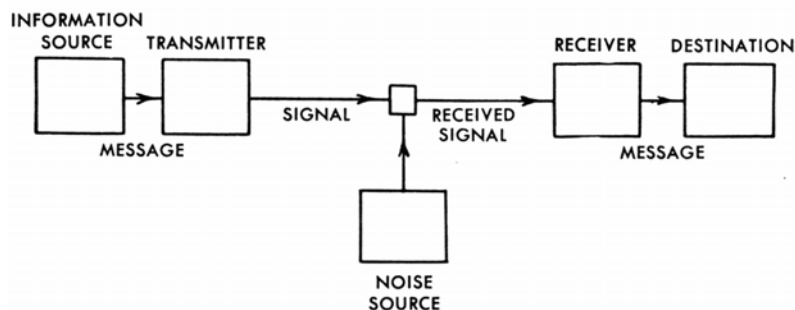 INFORMATION
SOURCE
TRANSMITTER
RECEIVER
DESTINATION
SIGNAL
RECEIVED
SIGNAL
MESSAGE
MESSAGE
NOISE
SOURCE